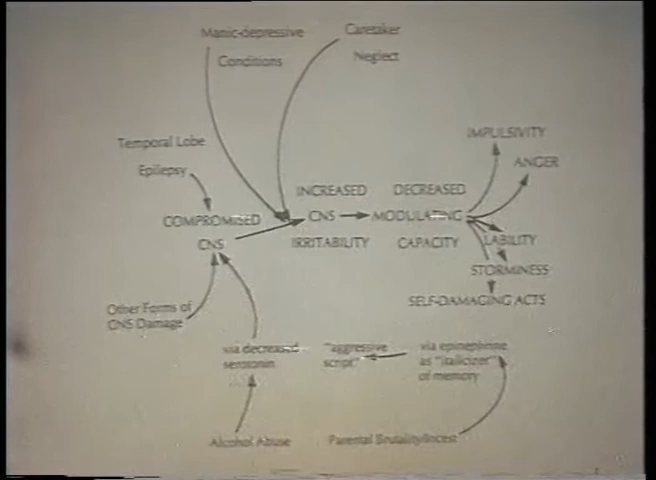 Manic-depressive
Conditions
Caretaker
Neglect
Temporal Lobe
Epilepsy
COMPROMISED
CNS
INCREASED
CNS
IRRITABILITY
DECREASED
MODULATING
CAPACITY
IMPULSIVITY
ANGER
LABILITY
STORMINESS
SELF-DAMAGING ACTS
Other Forms of
CNS Damage
via decreased
serotonin
"aggressive
script"
via epinephrine
as "italicizer"
of memory
Alcohol Abuse
Parental Brutality/Incest